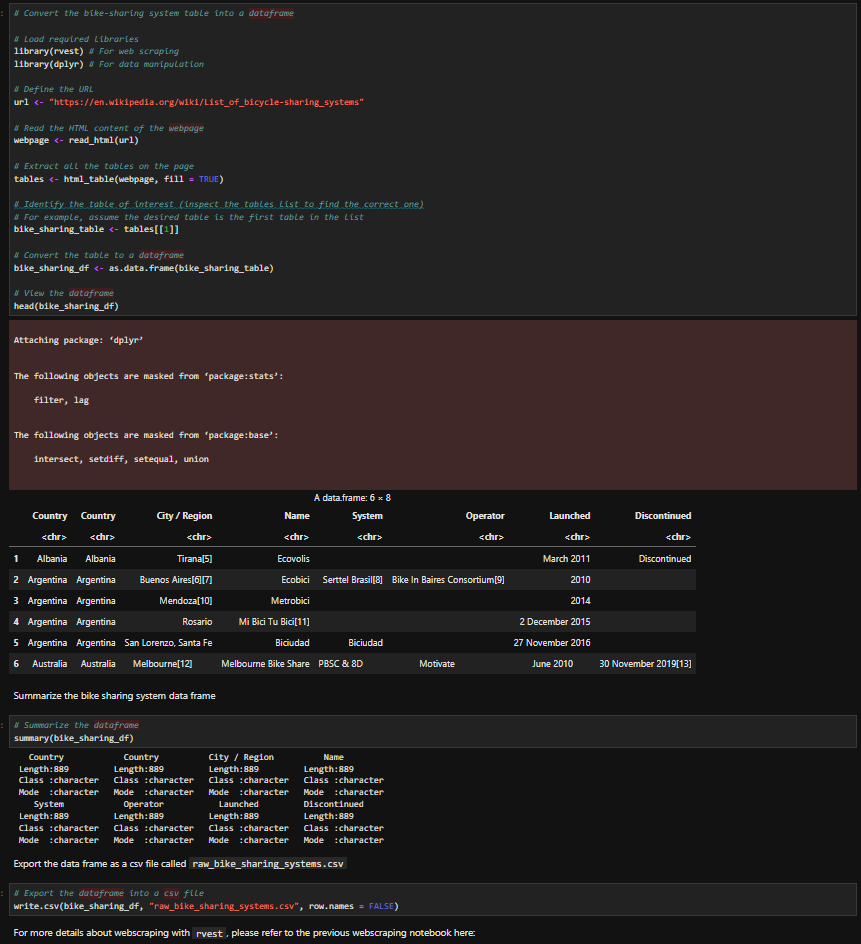 # Convert the bike-sharing system table into a dataframe
# Load required libraries
library(rvest) # For web scraping
library(dplyr) # For data manipulation
# Define the URL
url <- "https://en.wikipedia.org/wiki/List_of_bicycle-sharing_systems"
# Read the HTML content of the webpage
webpage <- read_html(url)
# Extract all the tables on the page
tables <- html_table(webpage, fill = TRUE)
# Identify the table of interest (inspect the tables list to find the correct one)
# For example, assume the desired table is the first table in the list
bike_sharing_table <- tables[[1]]
# Convert the table to a dataframe
bike_sharing_df <- as.data.frame(bike_sharing_table)
# View the dataframe
head(bike_sharing_df)
Attaching package: ‘dplyr’
The following objects are masked from ‘package:stats’:
filter, lag
The following objects are masked from ‘package:base’:
intersect, setdiff, setequal, union
A data.frame: 6 × 8
Country Country City / Region Name System Operator Launched Discontinued
<chr> <chr> <chr> <chr> <chr> <chr> <chr> <chr>
1 Albania Albania Tirana[5] Ecovolis March 2011 Discontinued
2 Argentina Argentina Buenos Aires[6][7] Ecobici Serttel Brasil[8] Bike In Baires Consortium[9] 2010
3 Argentina Argentina Mendoza[10] Metrobici 2014
4 Argentina Argentina Rosario Mi Bici Tu Bici[11] 2 December 2015
5 Argentina Argentina San Lorenzo, Santa Fe Biciudad Biciudad 27 November 2016
6 Australia Australia Melbourne[12] Melbourne Bike Share PBSC & 8D Motivate June 2010 30 November 2019[13]
Summarize the bike sharing system data frame
# Summarize the dataframe
summary(bike_sharing_df)
Country Country City / Region Name
Length:889 Length:889 Length:889 Length:889
Class :character Class :character Class :character Class :character
Mode :character Mode :character Mode :character Mode :character
System Operator Launched Discontinued
Length:889 Length:889 Length:889 Length:889
Class :character Class :character Class :character Class :character
Mode :character Mode :character Mode :character Mode :character
Export the data frame as a csv file called raw_bike_sharing_systems.csv
# Export the dataframe into a csv file
write.csv(bike_sharing_df, "raw_bike_sharing_systems.csv", row.names = FALSE)
For more details about webscraping with rvest, please refer to the previous webscraping notebook here: